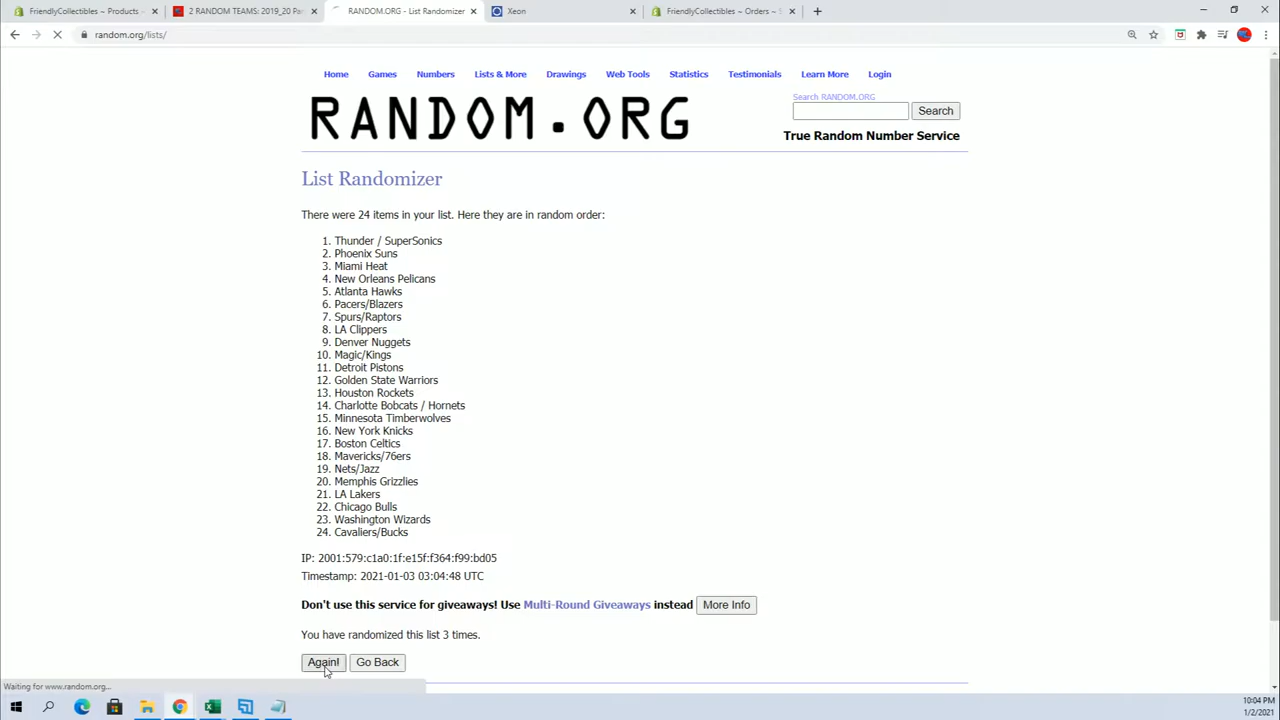 FriendlyCollectibles ~ Products ~
2 RANDOM TEAMS: 2019_20 Pa
RANDOM.ORG - List Randomizer
Xeon
FriendlyCollectibles ~ Orders ~
random.org/lists/
Home Games Numbers Lists & More Drawings Web Tools Statistics Testimonials Learn More Login
RANDOM.ORG
Search RANDOM.ORG
Search
True Random Number Service
List Randomizer
There were 24 items in your list. Here they are in random order:
1. Thunder / SuperSonics
2. Phoenix Suns
3. Miami Heat
4. New Orleans Pelicans
5. Atlanta Hawks
6. Pacers/Blazers
7. Spurs/Raptors
8. LA Clippers
9. Denver Nuggets
10. Magic/Kings
11. Detroit Pistons
12. Golden State Warriors
13. Houston Rockets
14. Charlotte Bobcats / Hornets
15. Minnesota Timberwolves
16. New York Knicks
17. Boston Celtics
18. Mavericks/76ers
19. Nets/Jazz
20. Memphis Grizzlies
21. LA Lakers
22. Chicago Bulls
23. Washington Wizards
24. Cavaliers/Bucks
IP: 2001:579:c1a0:1f:e15f:f364:f99:bd05
Timestamp: 2021-01-03 03:04:48 UTC
Don't use this service for giveaways! Use Multi-Round Giveaways instead More Info
You have randomized this list 3 times.
Again! Go Back
Waiting for www.random.org...
10:04 PM
1/2/2021